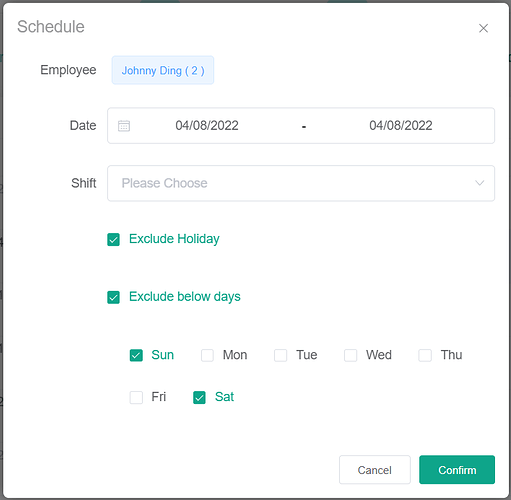 Schedule
Employee Johnny Ding ( 2 )
Date 04/08/2022 - 04/08/2022
Shift Please Choose
Exclude Holiday
Exclude below days
Sun Mon Tue Wed Thu
Fri Sat
Cancel Confirm